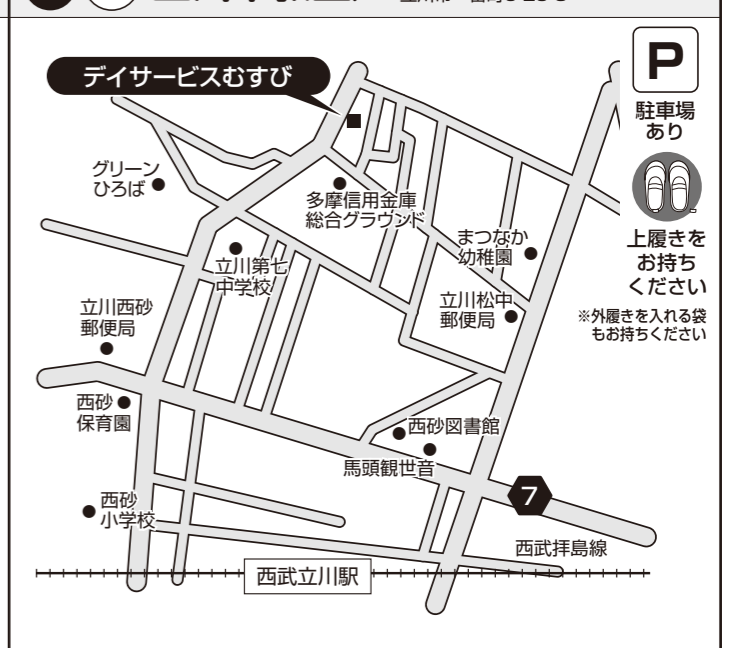 デイサービスむすび
P
駐車場
あり
グリーン
ひろば
多摩信用金庫
総合グラウンド
まつなか
幼稚園
上履きを
お持ち
ください
立川第七
中学校
立川西砂
郵便局
立川松中
郵便局
※外履きを入れる袋
もお持ちください
西砂
保育園
西砂図書館
馬頭観世音
7
西砂
小学校
西武拝島線
西武立川駅